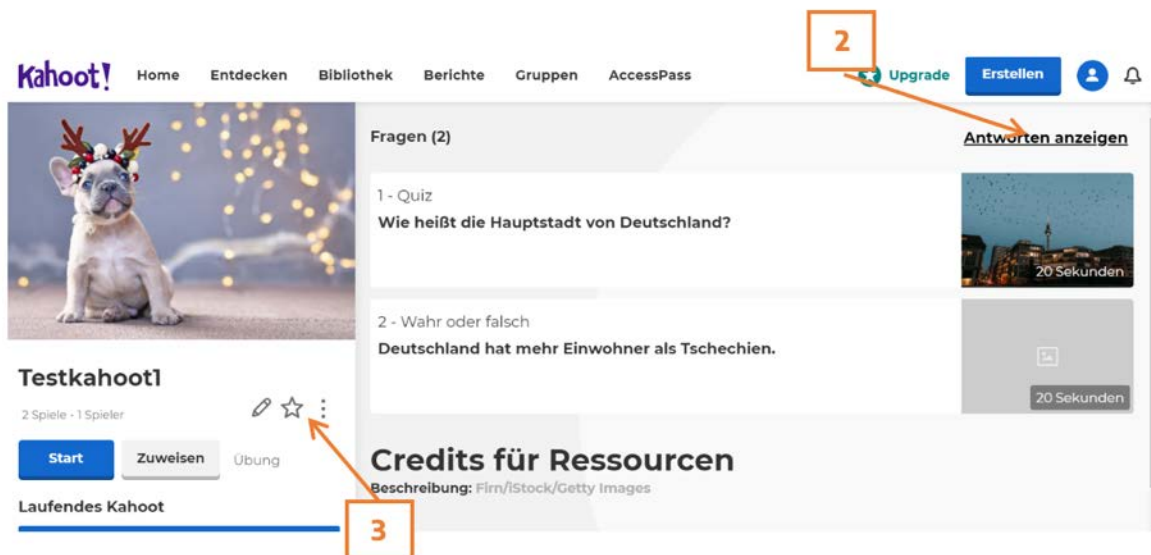 2
Kahoot! Home Entdecken Bibliothek Berichte Gruppen AccessPass Upgrade Erstellen
Fragen (2) Antworten anzeigen
1 - Quiz
Wie heißt die Hauptstadt von Deutschland?
20 Sekunden
2 - Wahr oder falsch
Deutschland hat mehr Einwohner als Tschechien.
20 Sekunden
Testkahoot1
2 Spiele - 1 Spieler
Start Zuweisen Übung
Laufendes Kahoot
Credits für Ressourcen
Beschreibung: Firn/iStock/Getty Images
3